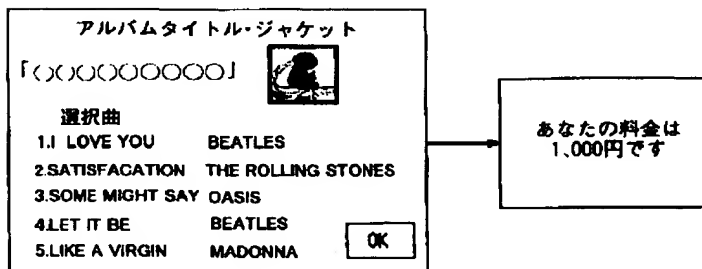 アルバムタイトル・ジャケット
「○○○○○○○○○」
選択曲
1.I LOVE YOU BEATLES
2.SATISFACATION THE ROLLING STONES
3.SOME MIGHT SAY OASIS
4.LET IT BE BEATLES
5.LIKE A VIRGIN MADONNA
OK
あなたの料金は
1,000円です